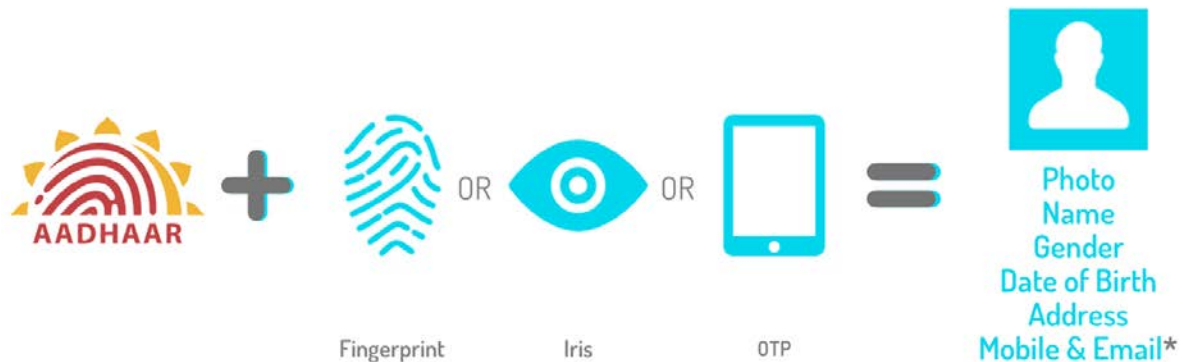 AADHAAR
OR
OR
Fingerprint
Iris
OTP
Photo
Name
Gender
Date of Birth
Address
Mobile & Email*